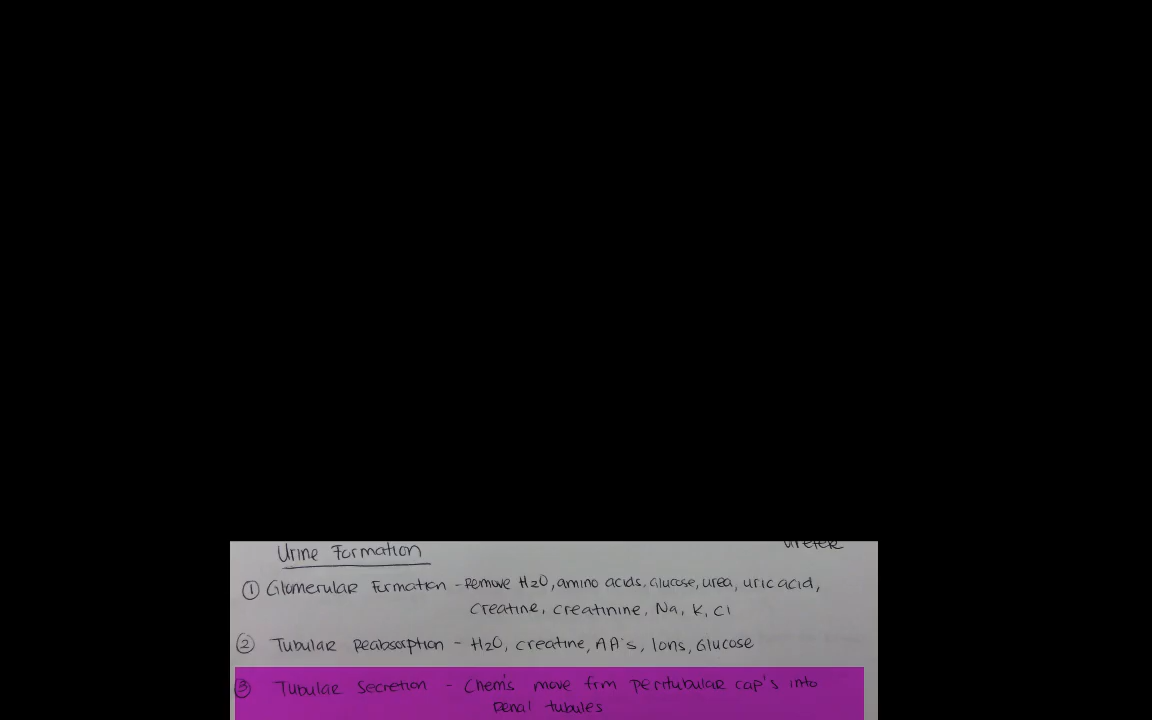 Urine Formation
ureter
① Glomerular Formation - remove H2O, amino acids, glucose, urea, uric acid,
creatine, creatinine, Na, K, Cl
② Tubular Reabsorption - H2O, creatine, AA's, Ions, Glucose
③ Tubular Secretion - Chem's move frm peritubular cap's into
renal tubules